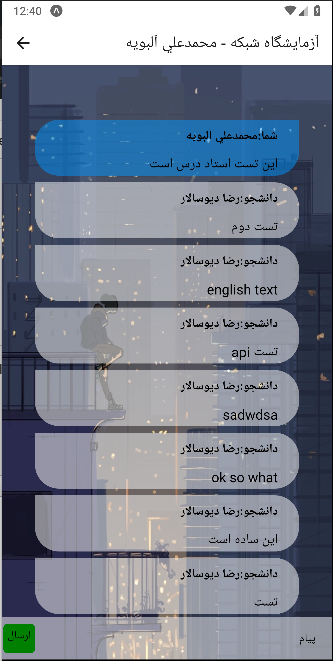 12:40
آزمایشگاه شبکه - محمدعلي آلبویه
شما:محمدعلي آلبویه
این تست استاد درس است
دانشجو:رضا دیوسالار
تست دوم
دانشجو:رضا دیوسالار
english text
دانشجو:رضا دیوسالار
تست api
دانشجو:رضا دیوسالار
sadwdsa
دانشجو:رضا دیوسالار
ok so what
دانشجو:رضا دیوسالار
این ساده است
دانشجو:رضا دیوسالار
تست
پیام
ارسال